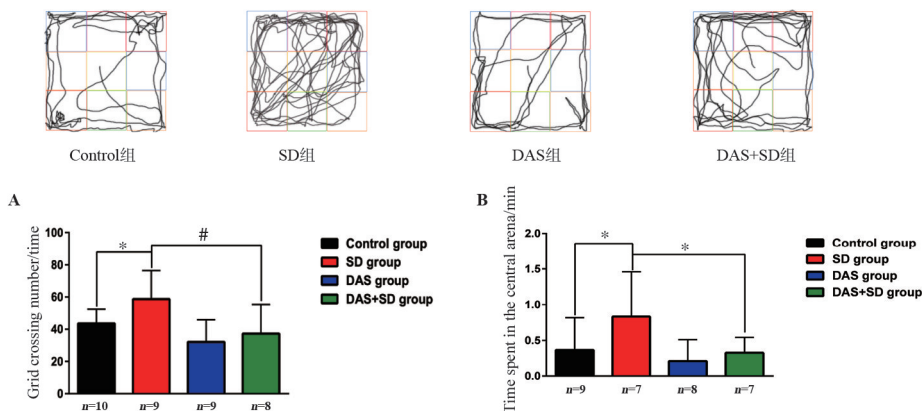 Control组
SD组
DAS组
DAS+SD组
A
Grid crossing number/time
100
80
60
40
20
0
*
#
Control group
SD group
DAS group
DAS+SD group
n=10
n=9
n=9
n=8
B
Time spent in the central arena/min
2.0
1.5
1.0
0.5
0.0
*
*
Control group
SD group
DAS group
DAS+SD group
n=9
n=7
n=8
n=7